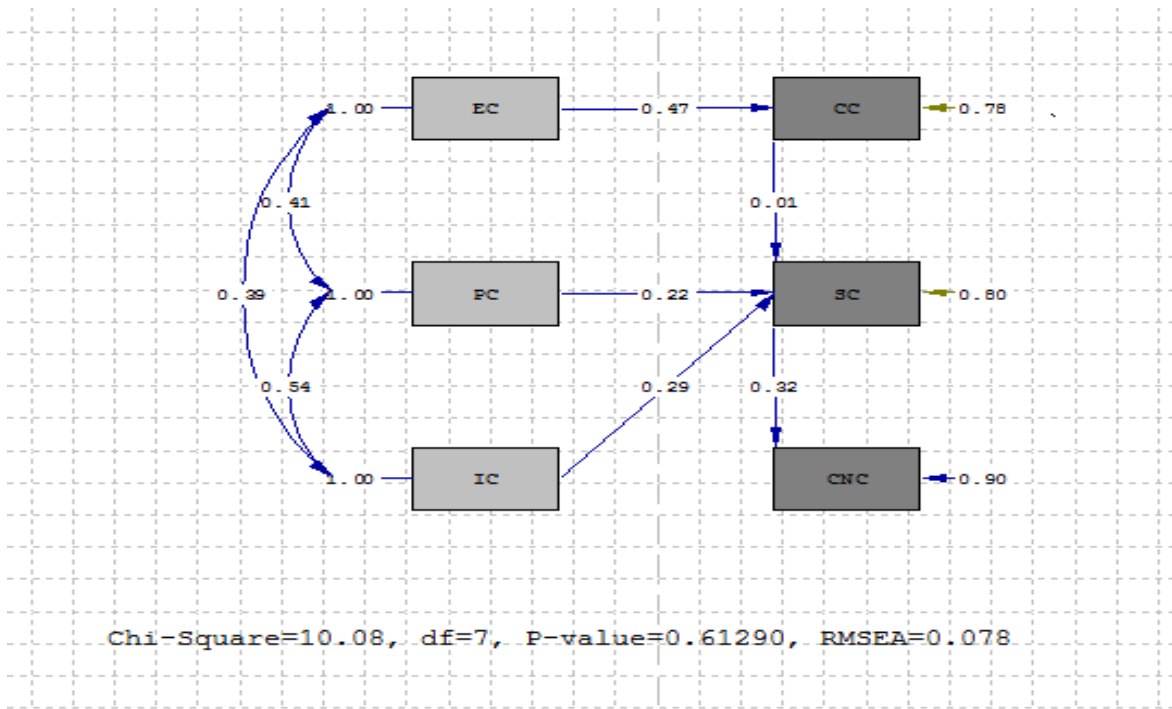 1.00 EC 0.47 CC 0.78
0.41 0.01
0.39 1.00 PC 0.22 SC 0.80
0.54 0.29 0.32
1.00 IC CNC 0.90
Chi-Square=10.08, df=7, P-value=0.61290, RMSEA=0.078